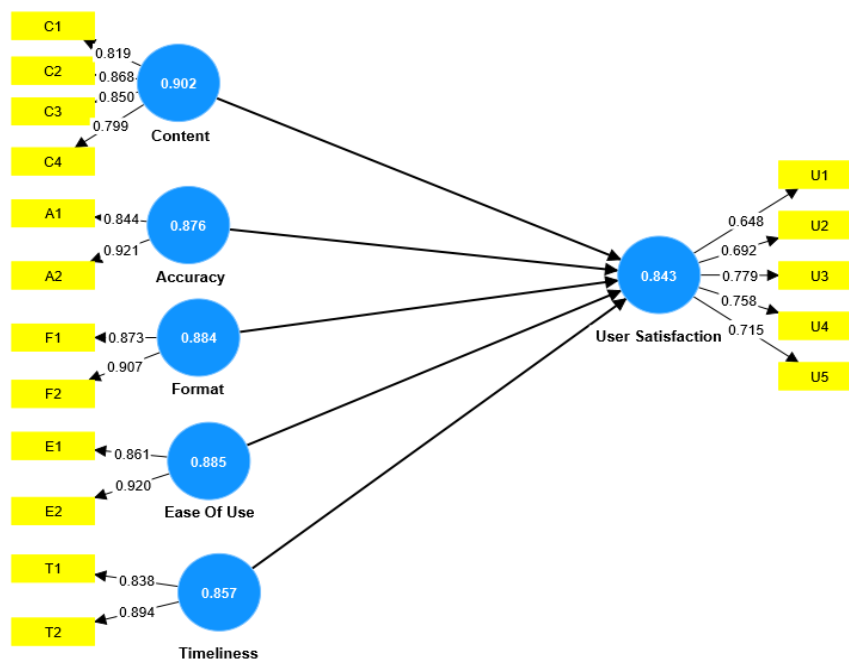 C1
0.819
C2
0.868
C3
0.850
C4
0.799
0.902
Content
A1
0.844
A2
0.921
0.876
Accuracy
F1
0.873
F2
0.907
0.884
Format
E1
0.861
E2
0.920
0.885
Ease Of Use
T1
0.838
T2
0.894
0.857
Timeliness
0.843
User Satisfaction
U1
0.648
U2
0.692
U3
0.779
U4
0.758
U5
0.715